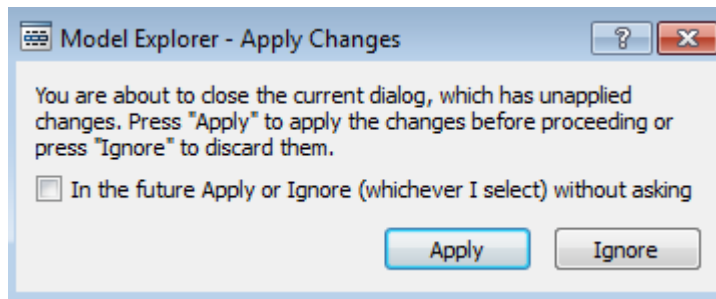 Model Explorer - Apply Changes
You are about to close the current dialog, which has unapplied
changes. Press "Apply" to apply the changes before proceeding or
press "Ignore" to discard them.
In the future Apply or Ignore (whichever I select) without asking
Apply Ignore